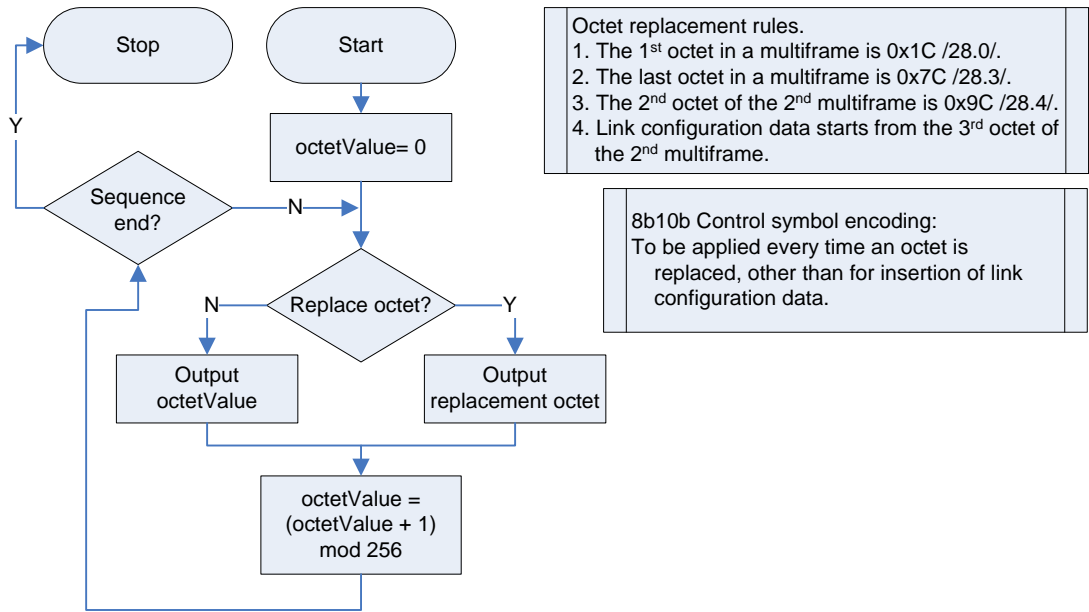 Stop
Start
Octet replacement rules.
1. The 1st octet in a multiframe is 0x1C /28.0/.
2. The last octet in a multiframe is 0x7C /28.3/.
3. The 2nd octet of the 2nd multiframe is 0x9C /28.4/.
4. Link configuration data starts from the 3rd octet of
the 2nd multiframe.
Y
octetValue= 0
Sequence
end?
N
8b10b Control symbol encoding:
To be applied every time an octet is
replaced, other than for insertion of link
configuration data.
N
Replace octet?
Y
Output
octetValue
Output
replacement octet
octetValue =
(octetValue + 1)
mod 256